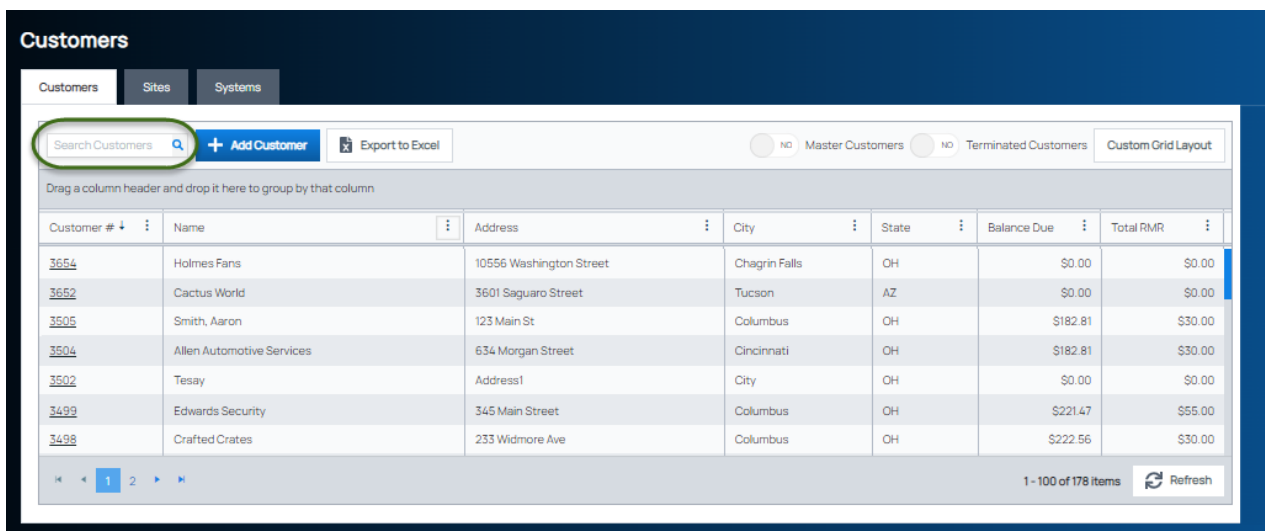 Customers
Customers Sites Systems
Search Customers + Add Customer Export to Excel NO Master Customers NO Terminated Customers Custom Grid Layout
Drag a column header and drop it here to group by that column
Customer # ↓ Name Address City State Balance Due Total RMR
3654 Holmes Fans 10556 Washington Street Chagrin Falls OH $0.00 $0.00
3652 Cactus World 3601 Saguaro Street Tucson AZ $0.00 $0.00
3505 Smith, Aaron 123 Main St Columbus OH $182.81 $30.00
3504 Allen Automotive Services 634 Morgan Street Cincinnati OH $182.81 $30.00
3502 Tesay Address1 City OH $0.00 $0.00
3499 Edwards Security 345 Main Street Columbus OH $221.47 $55.00
3498 Crafted Crates 233 Widmore Ave Columbus OH $222.56 $30.00
1 2 1 - 100 of 178 items Refresh